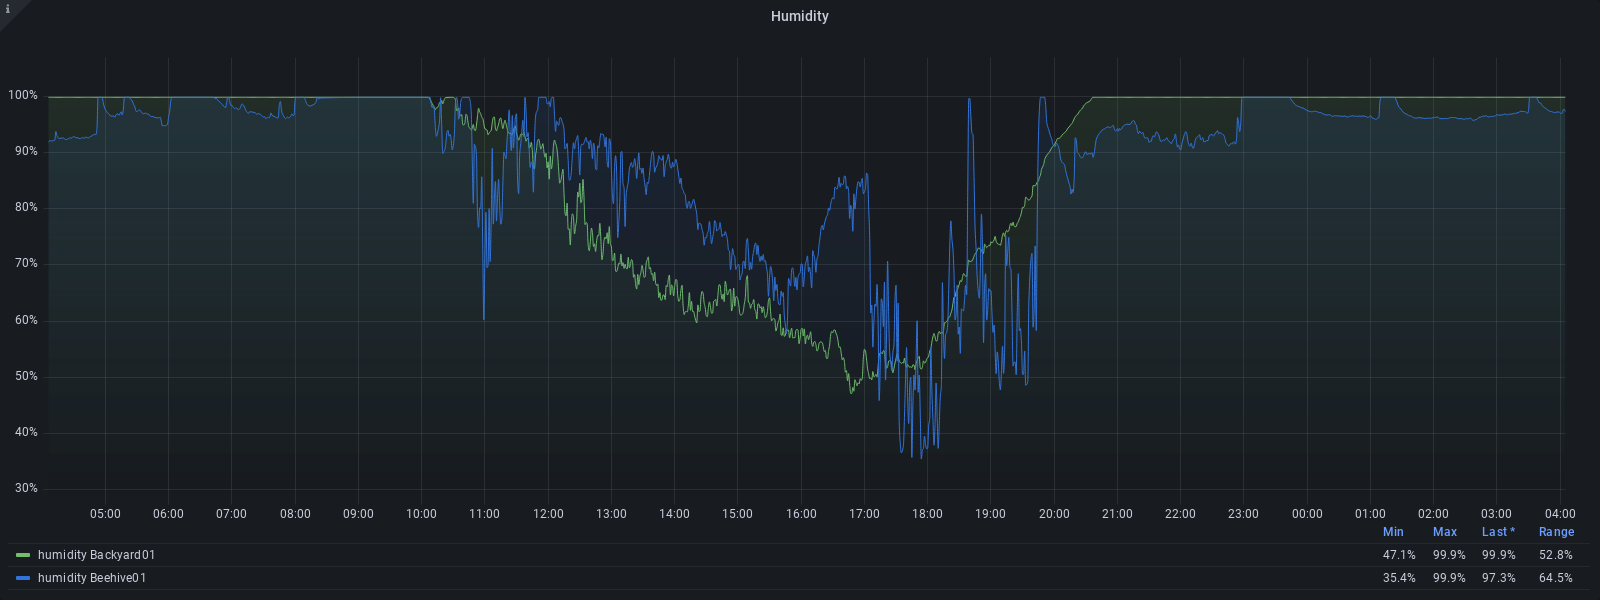 i
Humidity
100%
90%
80%
70%
60%
50%
40%
30%
05:00 06:00 07:00 08:00 09:00 10:00 11:00 12:00 13:00 14:00 15:00 16:00 17:00 18:00 19:00 20:00 21:00 22:00 23:00 00:00 01:00 02:00 03:00 04:00
Min Max Last * Range
humidity Backyard01 47.1% 99.9% 99.9% 52.8%
humidity Beehive01 35.4% 99.9% 97.3% 64.5%